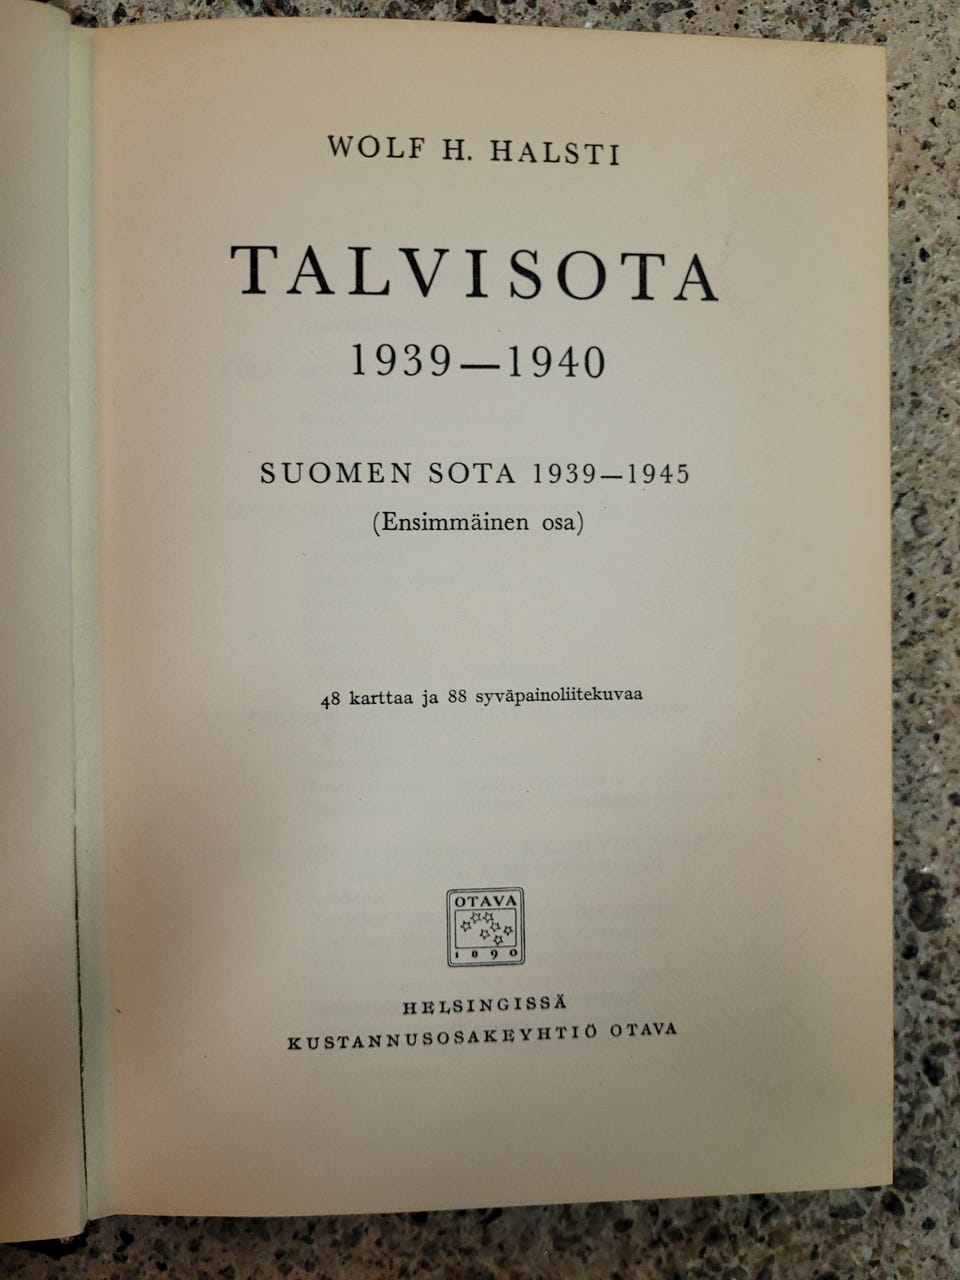 WOLF H. HALSTI
TALVISOTA
1939—1940
SUOMEN SOTA 1939—1945
(Ensimmäinen osa)
48 karttaa ja 88 syväpainoliitekuvaa
OTAVA
1890
HELSINGISSÄ
KUSTANNUSOSAKEYHTIÖ OTAVA